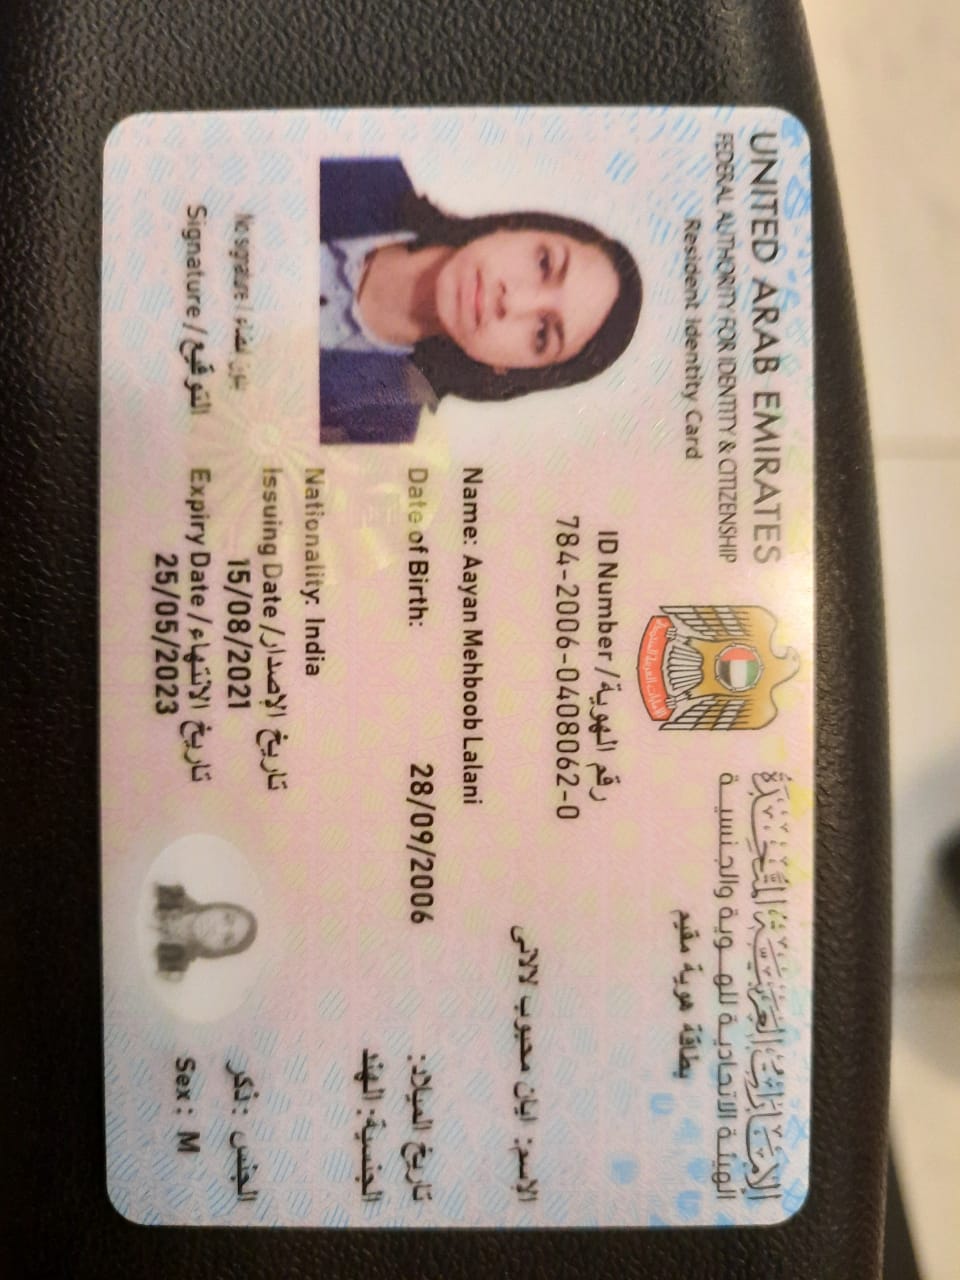 UNITED ARAB EMIRATES
الإمارات العربية المتحدة
FEDERAL AUTHORITY FOR IDENTITY & CITIZENSHIP
الهيئة الاتحادية للهوية والجنسية
Resident Identity Card
بطاقة هوية مقيم
الامارات العربية المتحدة
ID Number / رقم الهوية
784-2006-0408062-0
الإسم: ايان محبوب لالانى
Name: Aayan Mehboob Lalani
Date of Birth: 28/09/2006 تاريخ الميلاد:
الجنسية: الهند
Nationality: India
Issuing Date / تاريخ الإصدار
15/08/2021
No signature / بدون إمضاء
الجنس : ذكر
Signature / التوقيع
Expiry Date / تاريخ الانتهاء
Sex: M
25/05/2023